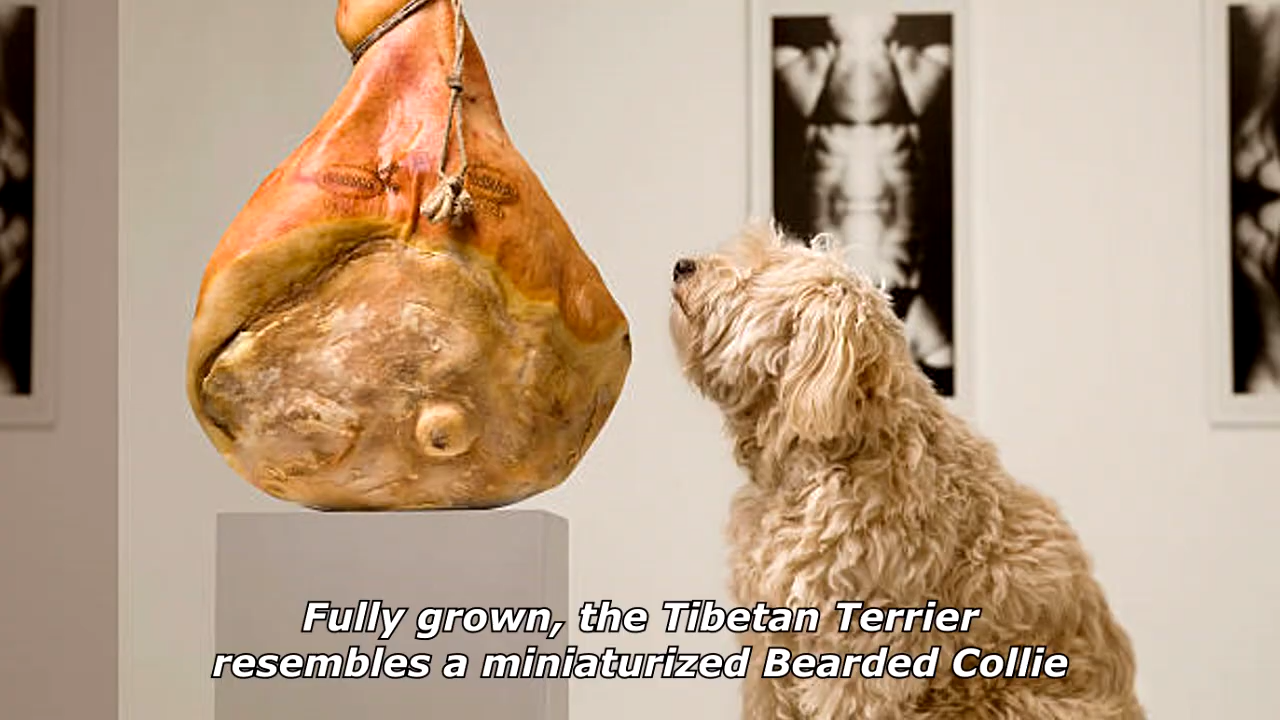 Fully grown, the Tibetan Terrier
resembles a miniaturized Bearded Collie